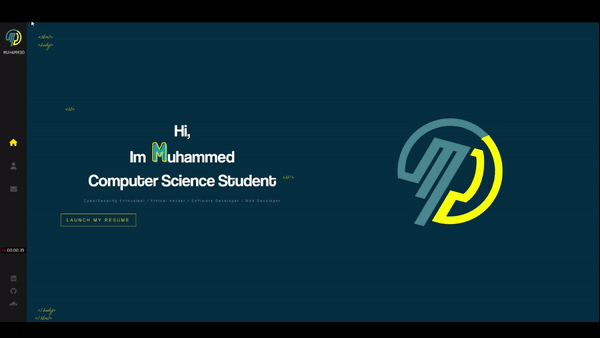 <html>
<body>
MUHAMMED
<h1>
Hi,
Im Muhammed
Computer Science Student
</h1>
CyberSecurity Enthusiast / Ethical Hacker / Software Developer / Web Developer
LAUNCH MY RESUME
00:00:39
</body>
</html>